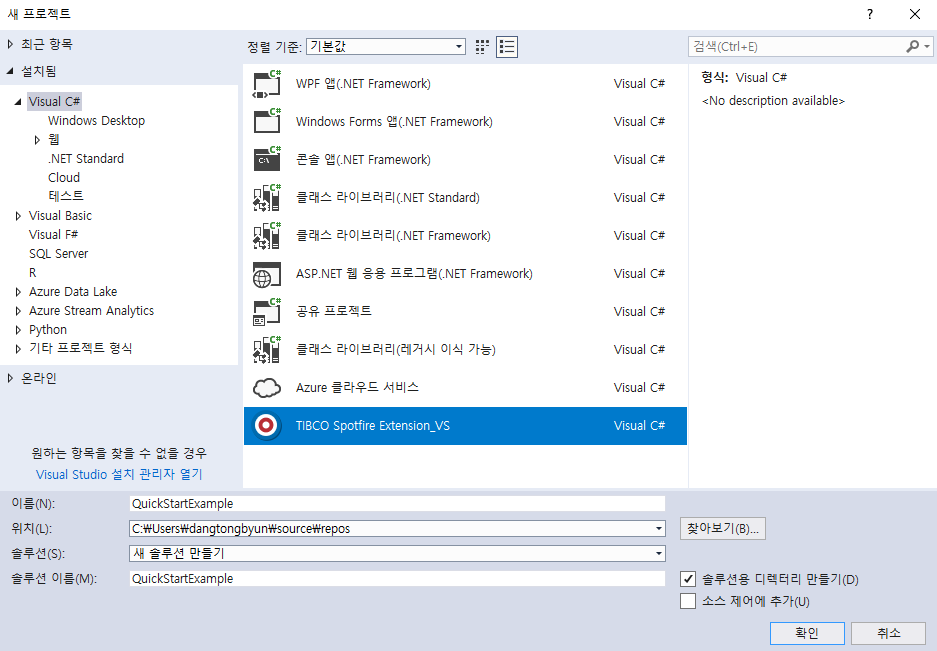 새 프로젝트
?
최근 항목
설치됨
Visual C#
Windows Desktop
웹
.NET Standard
Cloud
테스트
Visual Basic
Visual F#
SQL Server
R
Azure Data Lake
Azure Stream Analytics
Python
기타 프로젝트 형식
온라인
원하는 항목을 찾을 수 없을 경우
Visual Studio 설치 관리자 열기
정렬 기준: 기본값
WPF 앱(.NET Framework) Visual C#
Windows Forms 앱(.NET Framework) Visual C#
콘솔 앱(.NET Framework) Visual C#
클래스 라이브러리(.NET Standard) Visual C#
클래스 라이브러리(.NET Framework) Visual C#
ASP.NET 웹 응용 프로그램(.NET Framework) Visual C#
공유 프로젝트 Visual C#
클래스 라이브러리(레거시 이식 가능) Visual C#
Azure 클라우드 서비스 Visual C#
TIBCO Spotfire Extension_VS Visual C#
검색(Ctrl+E)
형식: Visual C#
<No description available>
이름(N): QuickStartExample
위치(L): C:₩Users₩dangtongbyun₩source₩repos
찾아보기(B)...
솔루션(S): 새 솔루션 만들기
솔루션 이름(M): QuickStartExample
솔루션용 디렉터리 만들기(D)
소스 제어에 추가(U)
확인
취소